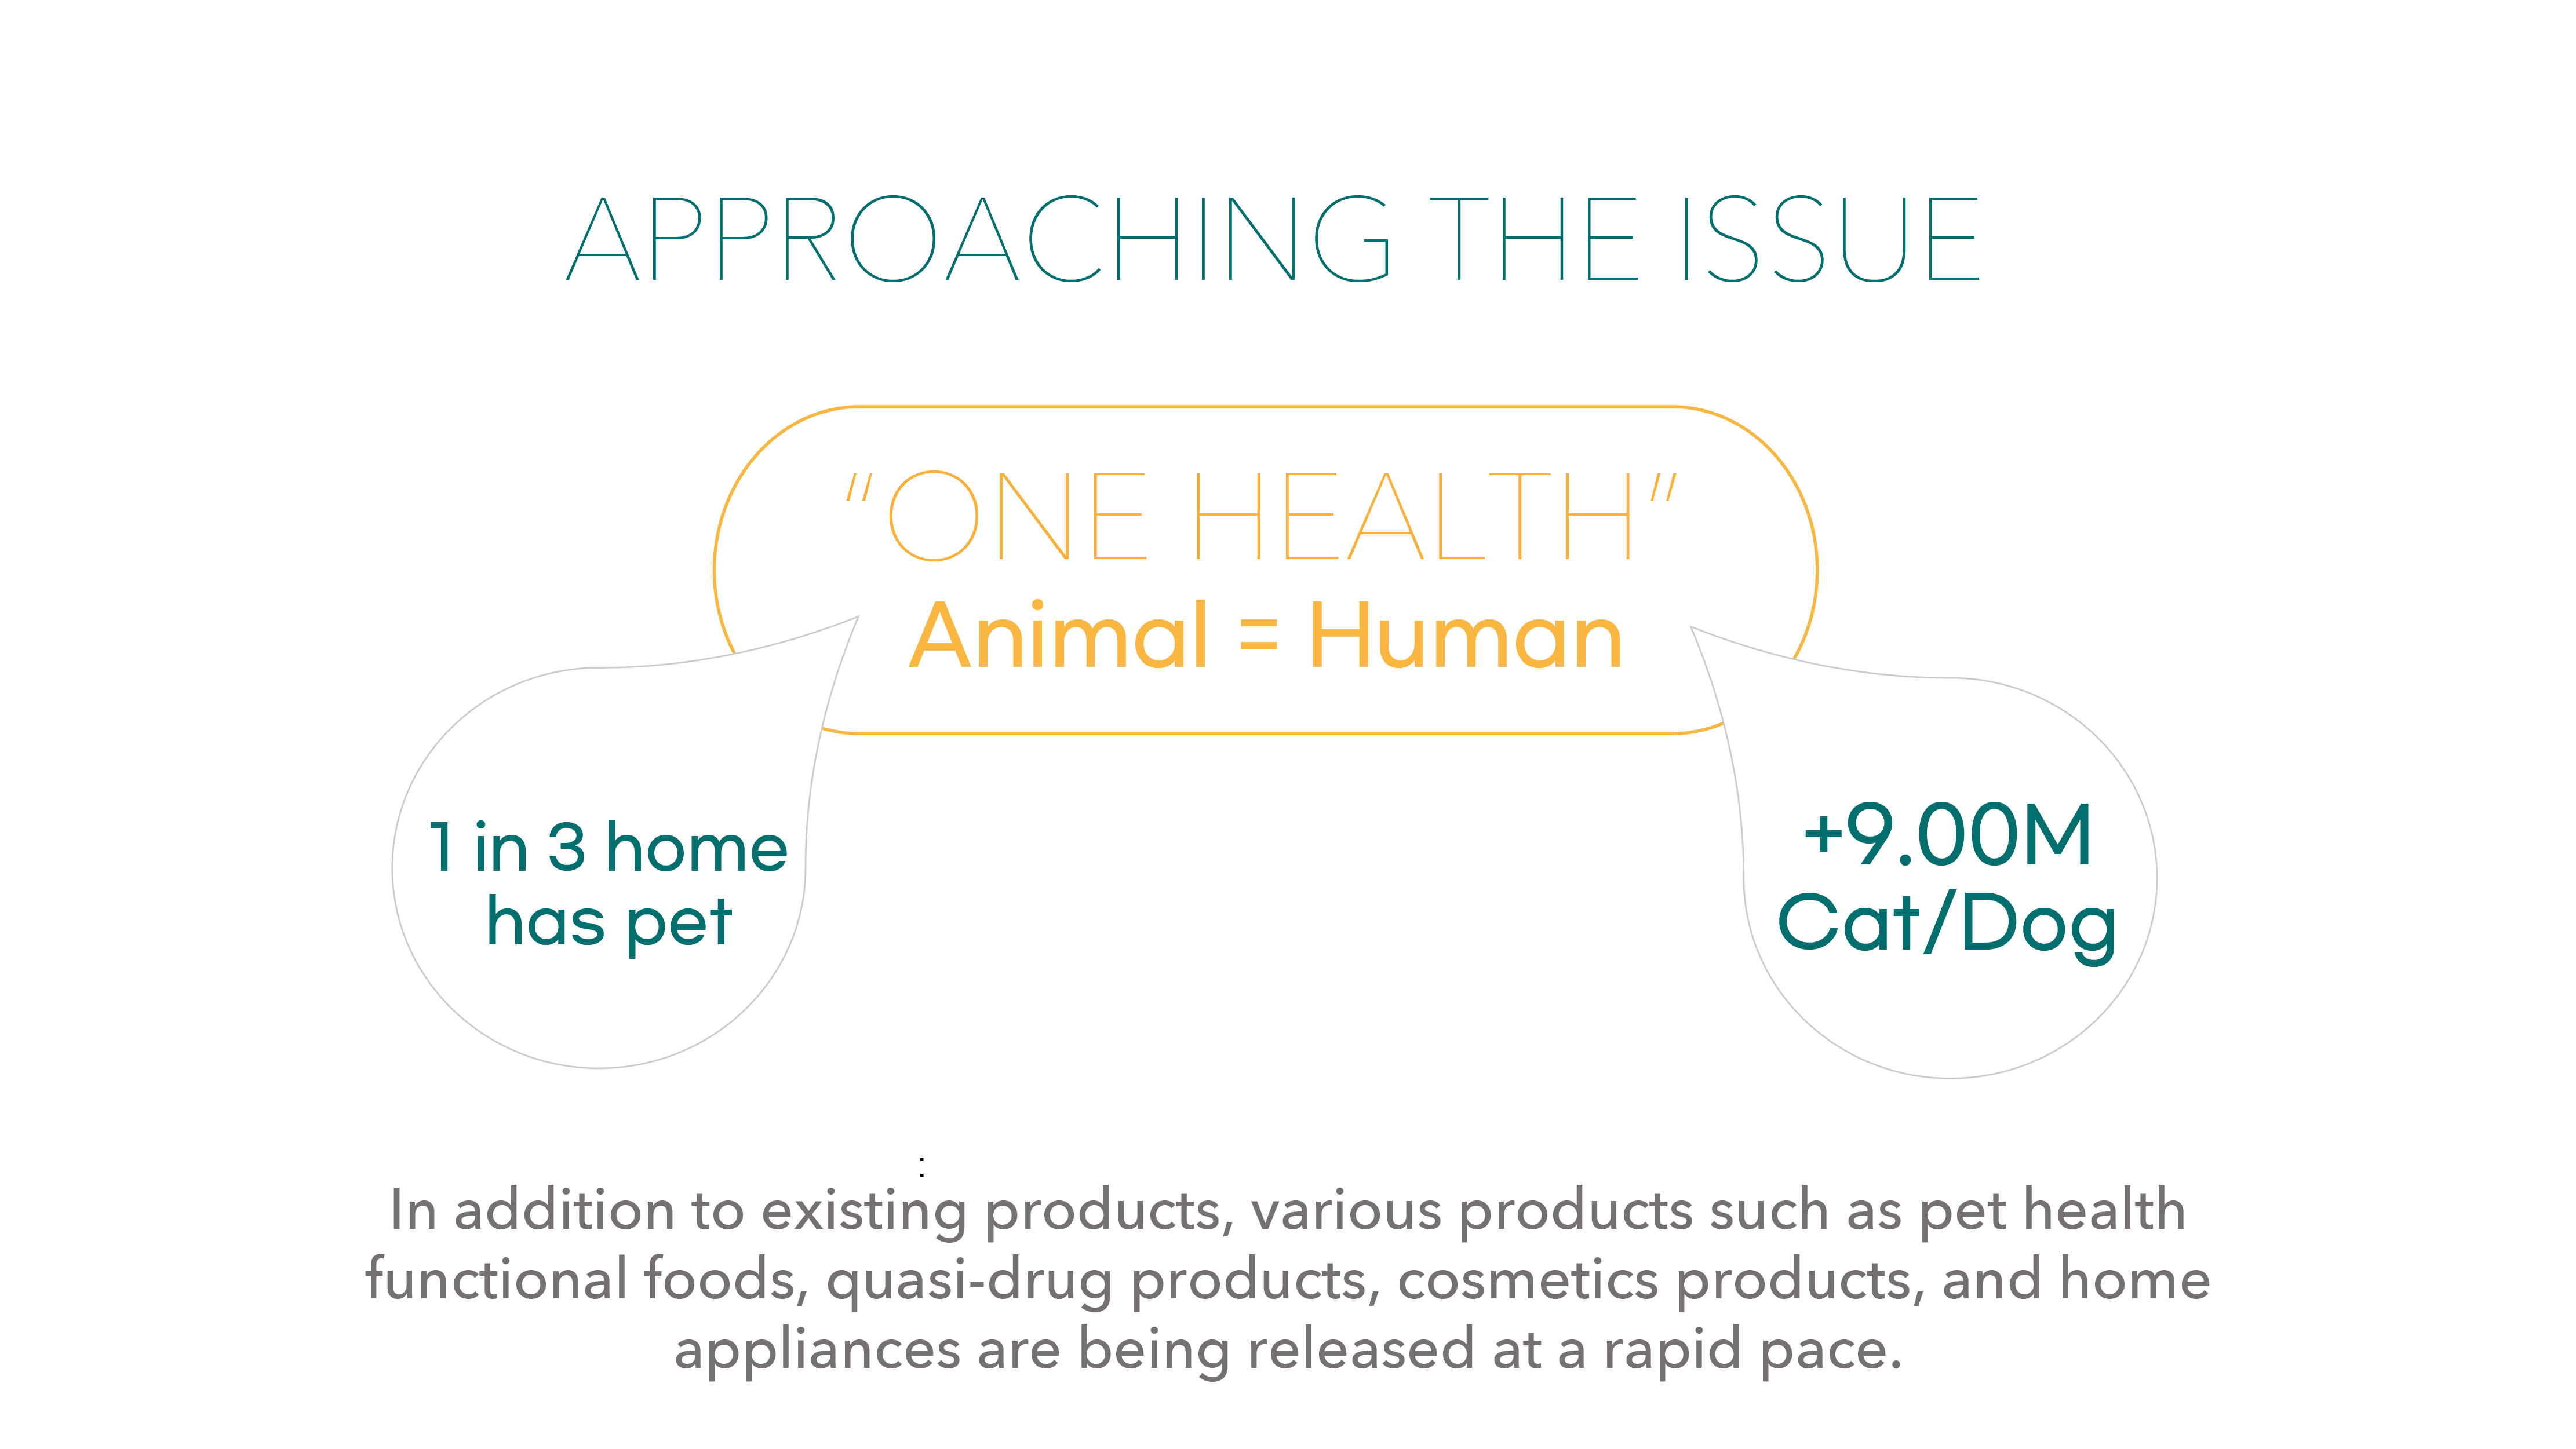 APPROACHING THE ISSUE
“ONE HEALTH”
Animal = Human
1 in 3 home
has pet
+9.00M
Cat/Dog
:
In addition to existing products, various products such as pet health
functional foods, quasi-drug products, cosmetics products, and home
appliances are being released at a rapid pace.